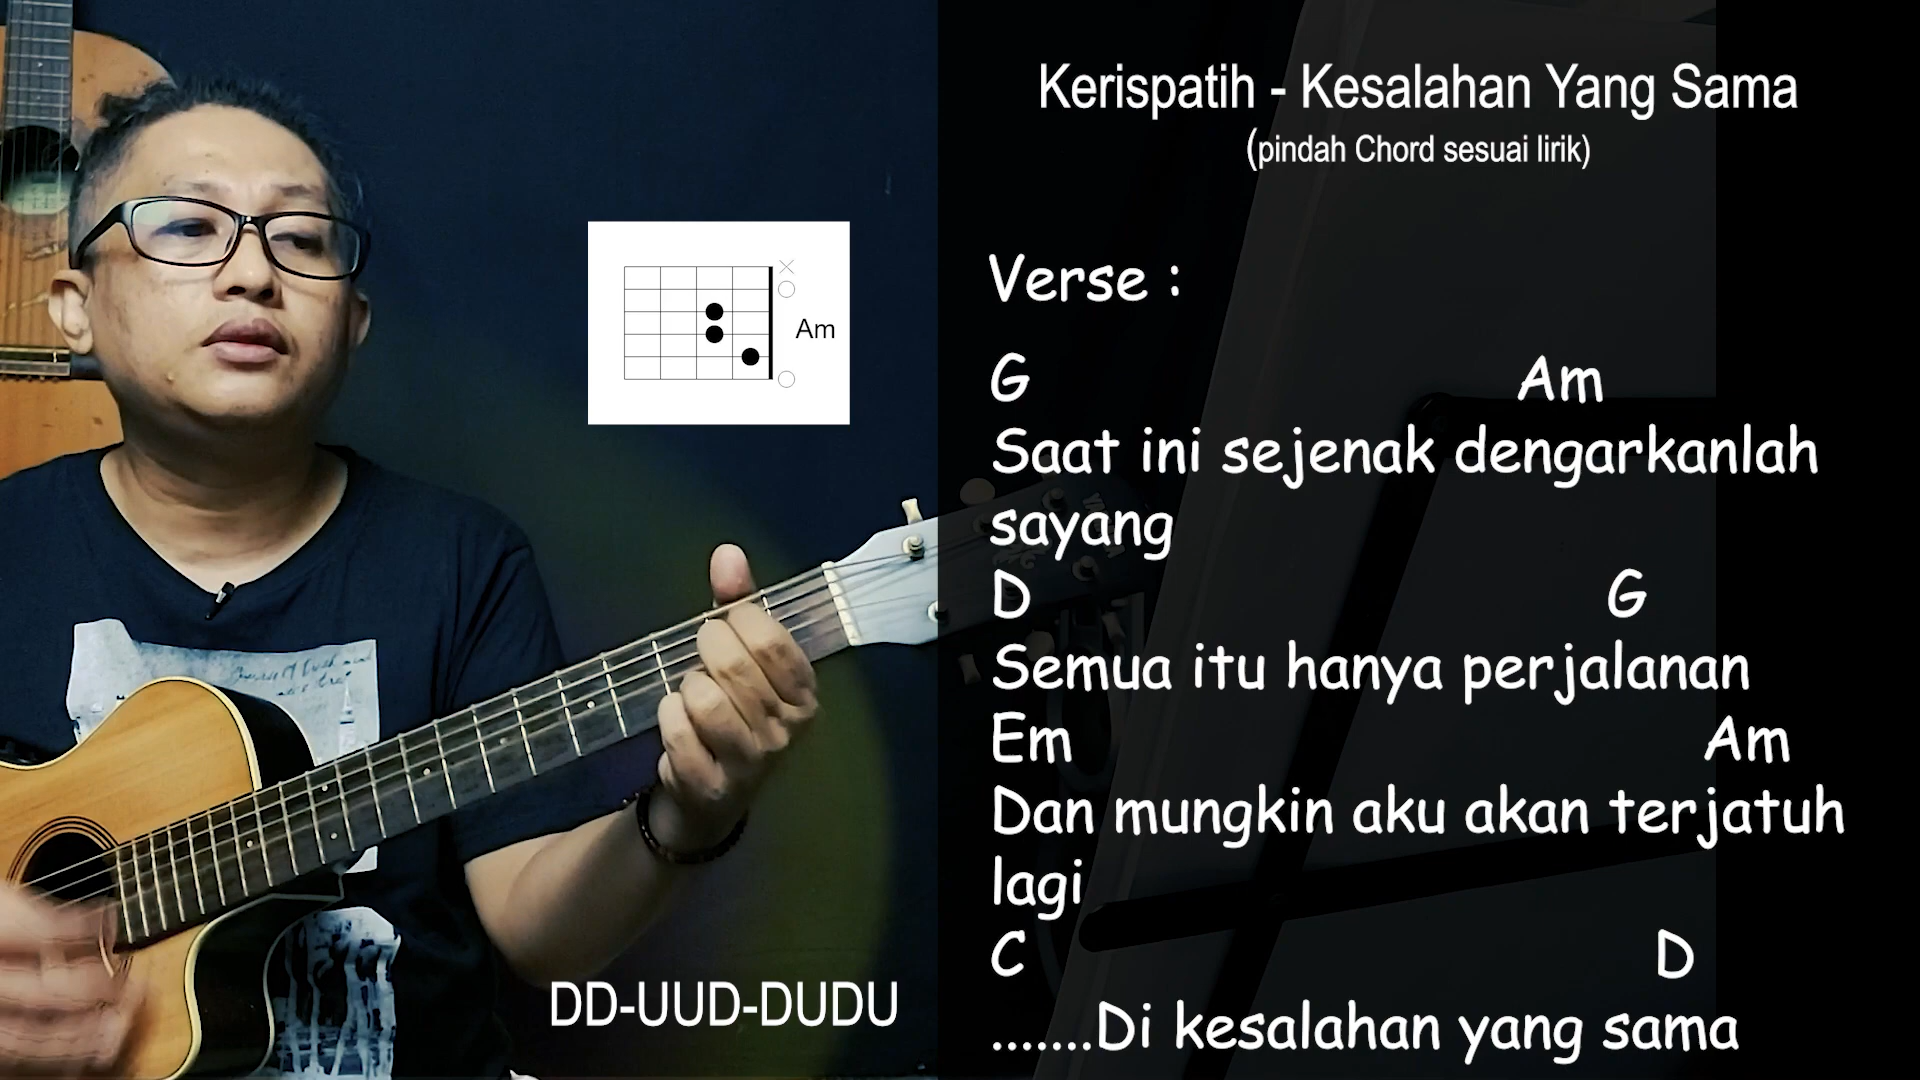 Kerispatih - Kesalahan Yang Sama
(pindah Chord sesuai lirik)
Verse :
G Am
Saat ini sejenak dengarkanlah
sayang
D G
Semua itu hanya perjalanan
Em Am
Dan mungkin aku akan terjatuh
lagi
C D
.......Di kesalahan yang sama
Am
DD-UUD-DUDU